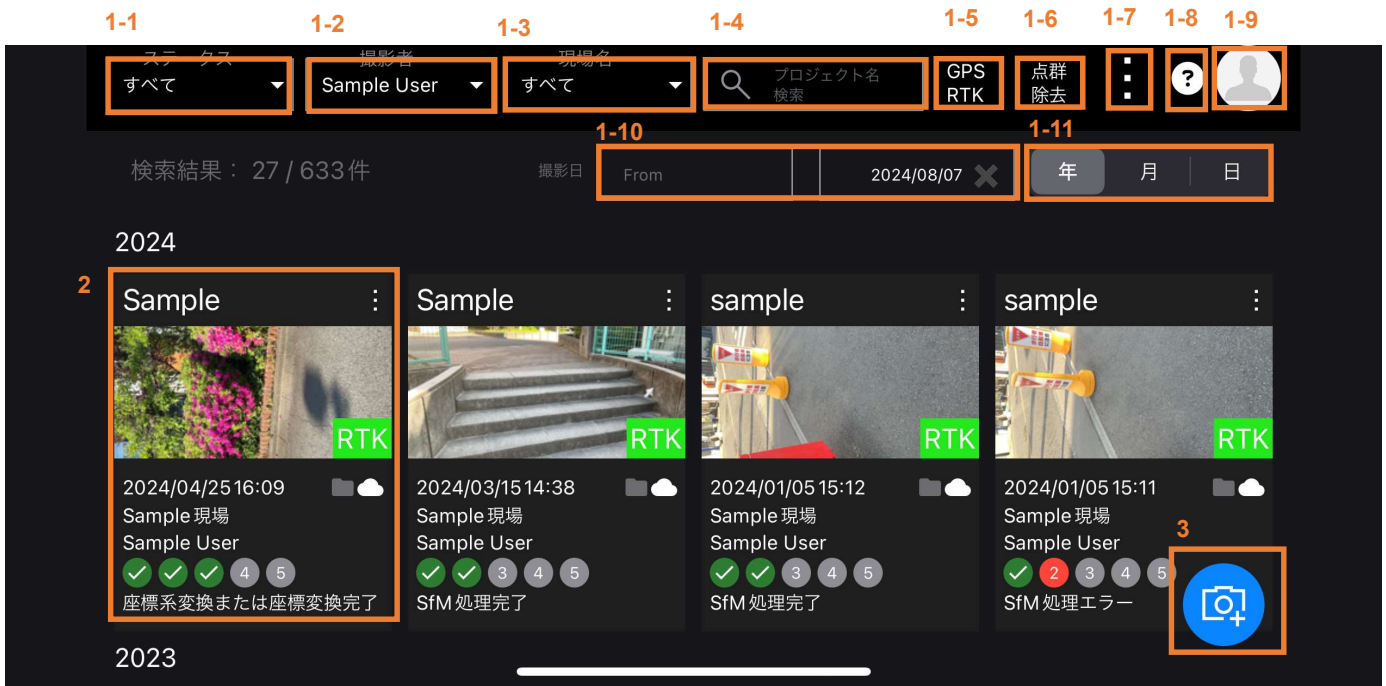 1-1 1-2 1-3 1-4 1-5 1-6 1-7 1-8 1-9
ステータス 撮影者 現場名
すべて Sample User すべて プロジェクト名 検索 GPS RTK 点群 除去 ?
1-10 1-11
検索結果： 27 / 633件 撮影日 From 2024/08/07 年 月 日
2024
2
Sample Sample sample sample
RTK RTK RTK RTK
2024/04/25 16:09 2024/03/15 14:38 2024/01/05 15:12 2024/01/05 15:11
Sample 現場 Sample 現場 Sample 現場 Sample 現場
3
Sample User Sample User Sample User Sample User
4 5 3 4 5 3 4 5 2 3 4 5
座標系変換または座標変換完了 SfM 処理完了 SfM 処理完了 SfM 処理エラー
2023